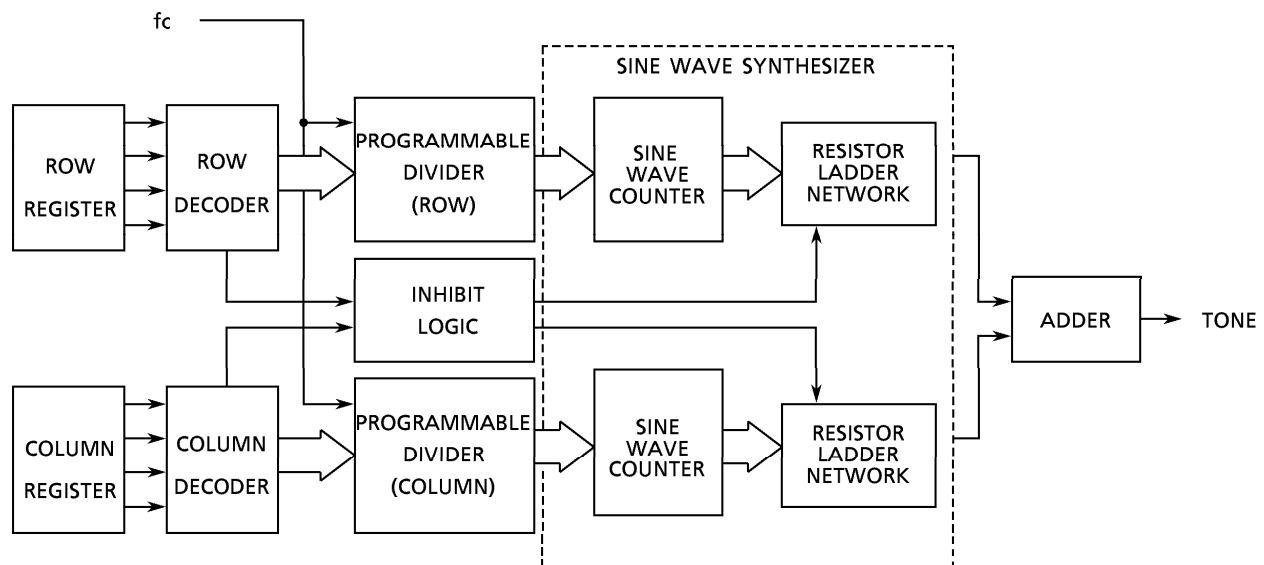 fc
SINE WAVE SYNTHESIZER
ROW
REGISTER
ROW
DECODER
PROGRAMMABLE
DIVIDER
(ROW)
SINE
WAVE
COUNTER
RESISTOR
LADDER
NETWORK
INHIBIT
LOGIC
ADDER
TONE
COLUMN
REGISTER
COLUMN
DECODER
PROGRAMMABLE
DIVIDER
(COLUMN)
SINE
WAVE
COUNTER
RESISTOR
LADDER
NETWORK